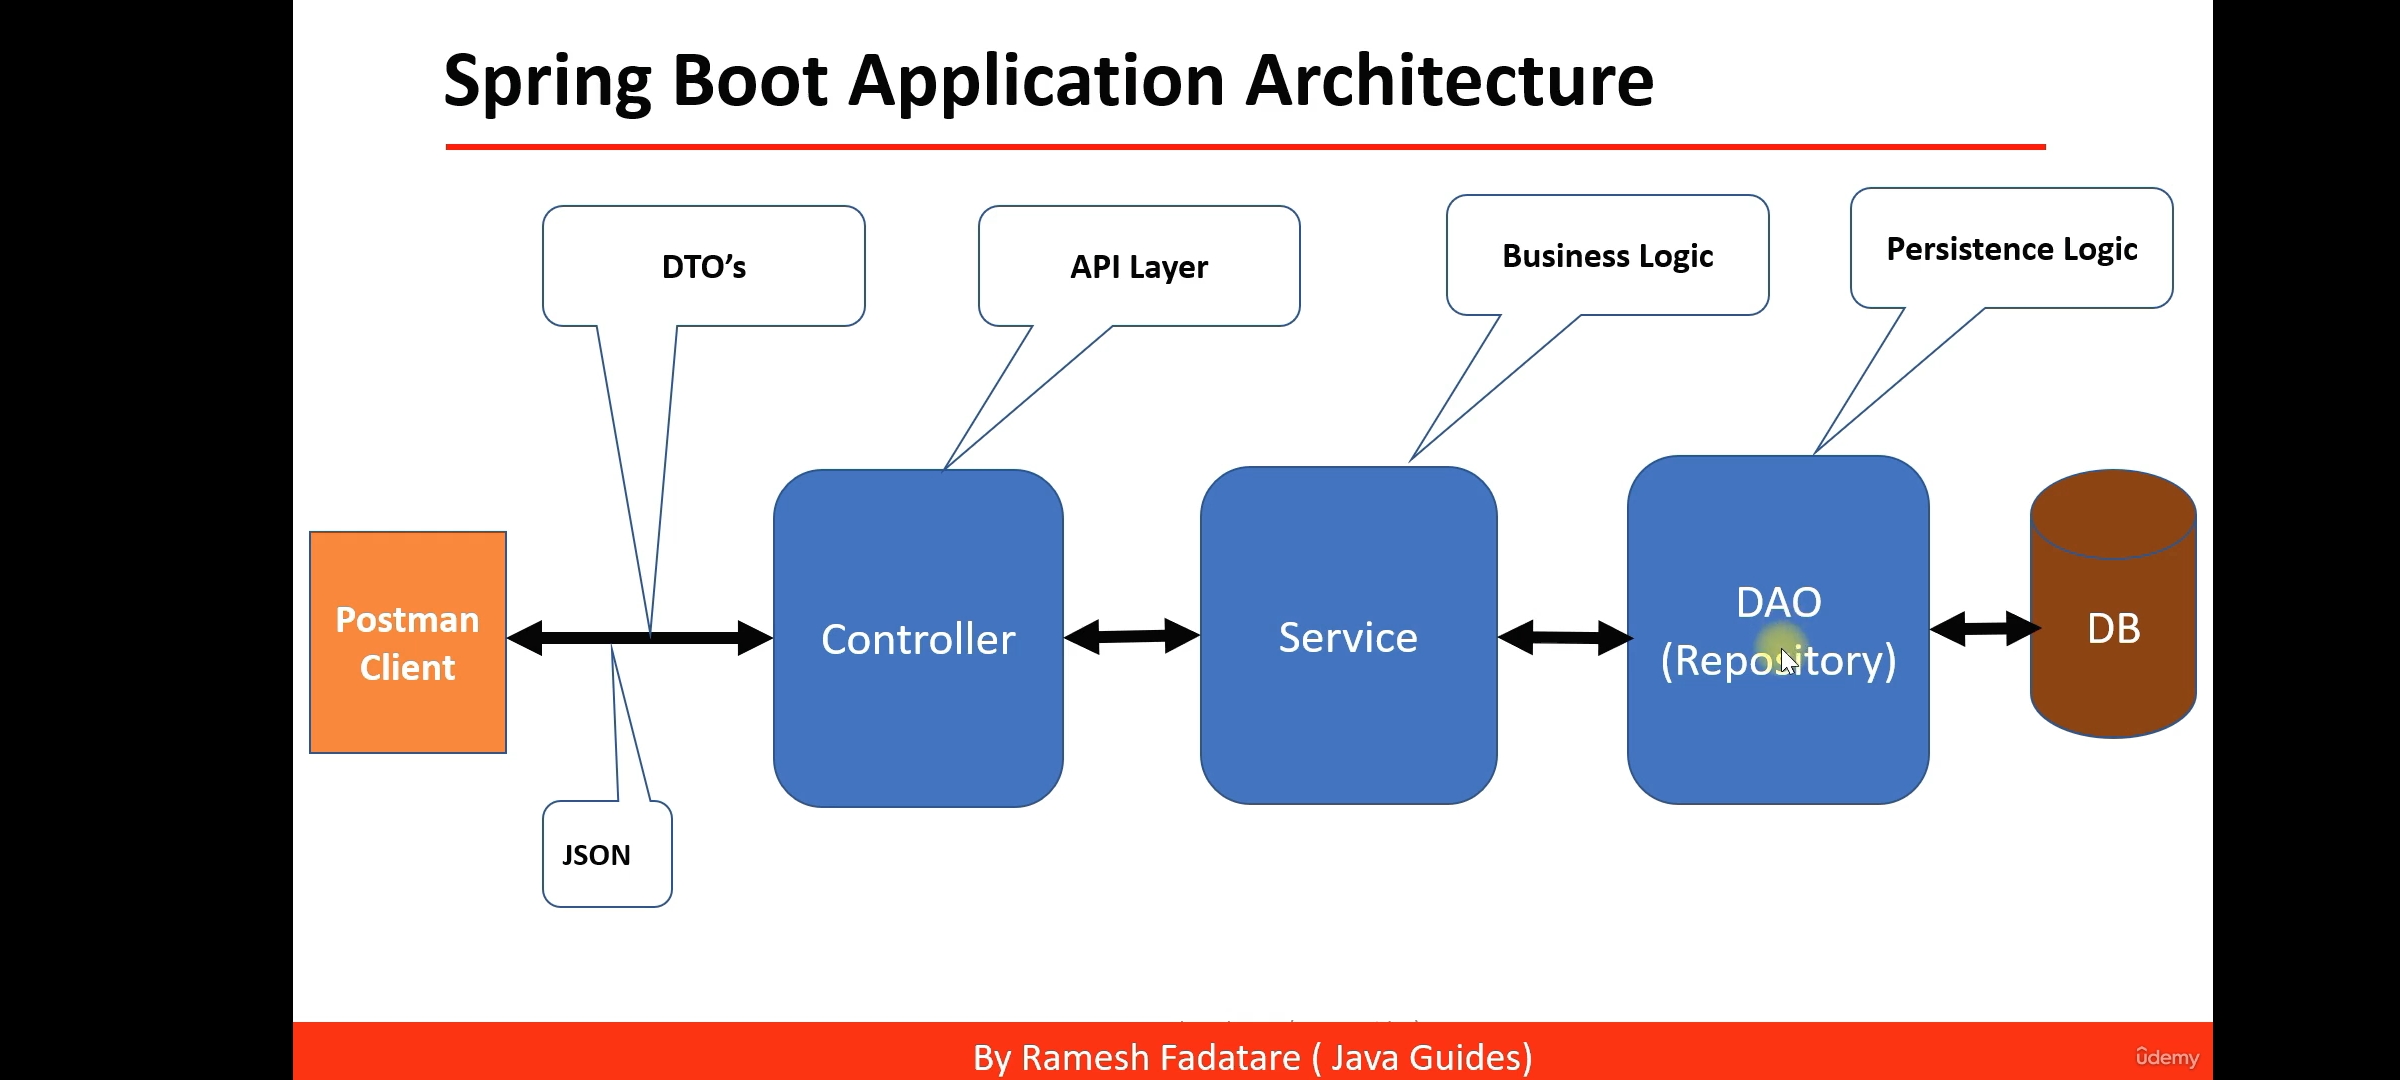 Spring Boot Application Architecture
DTO’s
API Layer
Business Logic
Persistence Logic
Postman
Client
Controller
Service
DAO
(Repository)
DB
JSON
By Ramesh Fadatare ( Java Guides)
ûdemy